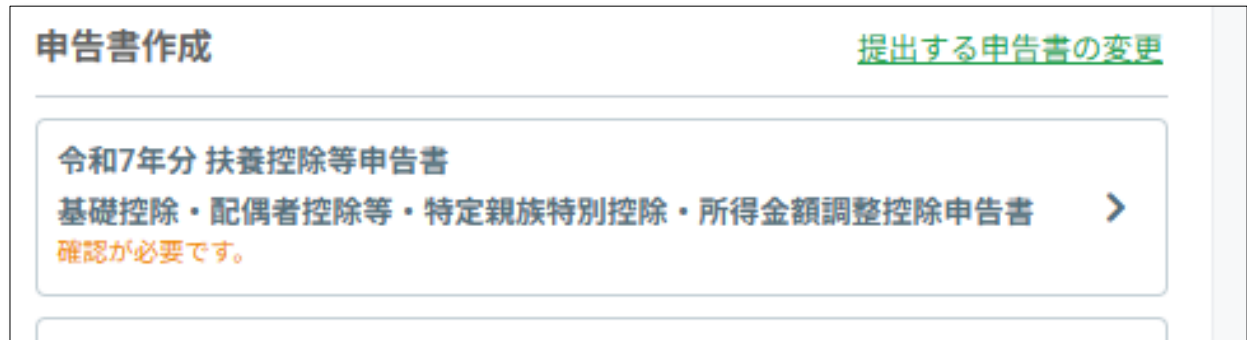 申告書作成
提出する申告書の変更
令和7年分 扶養控除等申告書
基礎控除・配偶者控除等・特定親族特別控除・所得金額調整控除申告書
確認が必要です。